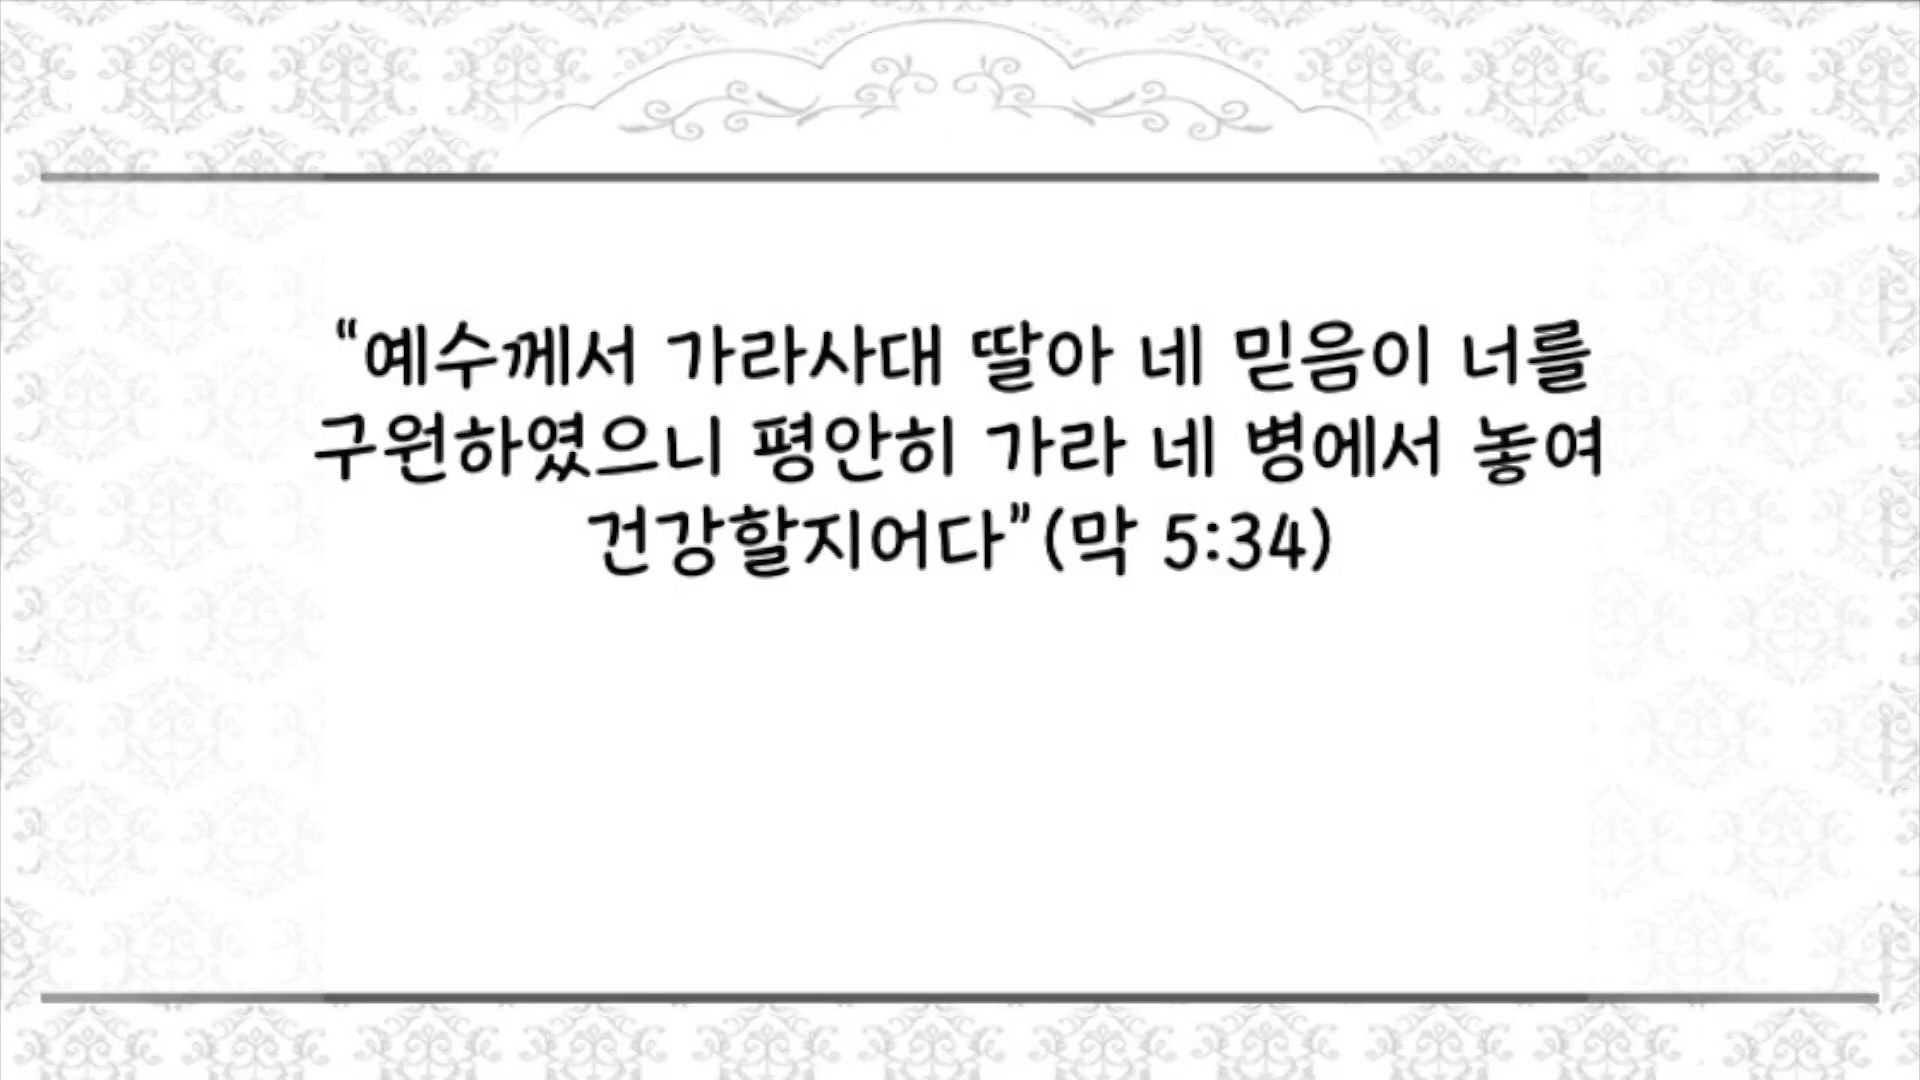 “예수께서 가라사대 딸아 네 믿음이 너를
구원하였으니 평안히 가라 네 병에서 놓여
건강할지어다”(막 5:34)